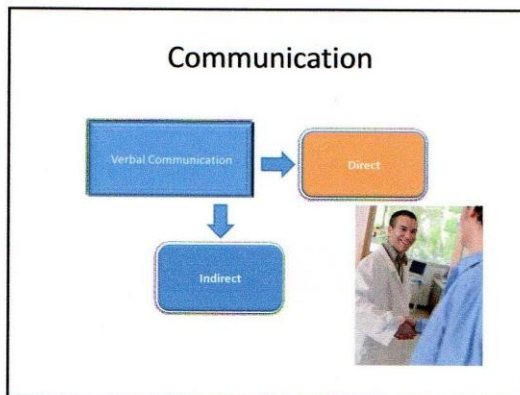 Communication
Verbal Communication
Direct
Indirect